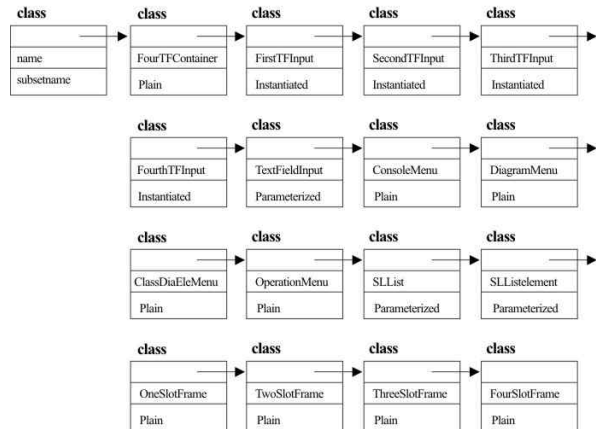 class class class class class
name FourTFContainer FirstTFInput SecondTFInput ThirdTFInput
subsetname Plain Instantiated Instantiated Instantiated
class class class class
FourthTFInput TextFieldInput ConsoleMenu DiagramMenu
Instantiated Parameterized Plain Plain
class class class class
ClassDiaEleMenu OperationMenu SLList SLListelement
Plain Plain Parameterized Parameterized
class class class class
OneSlotFrame TwoSlotFrame ThreeSlotFrame FourSlotFrame
Plain Plain Plain Plain